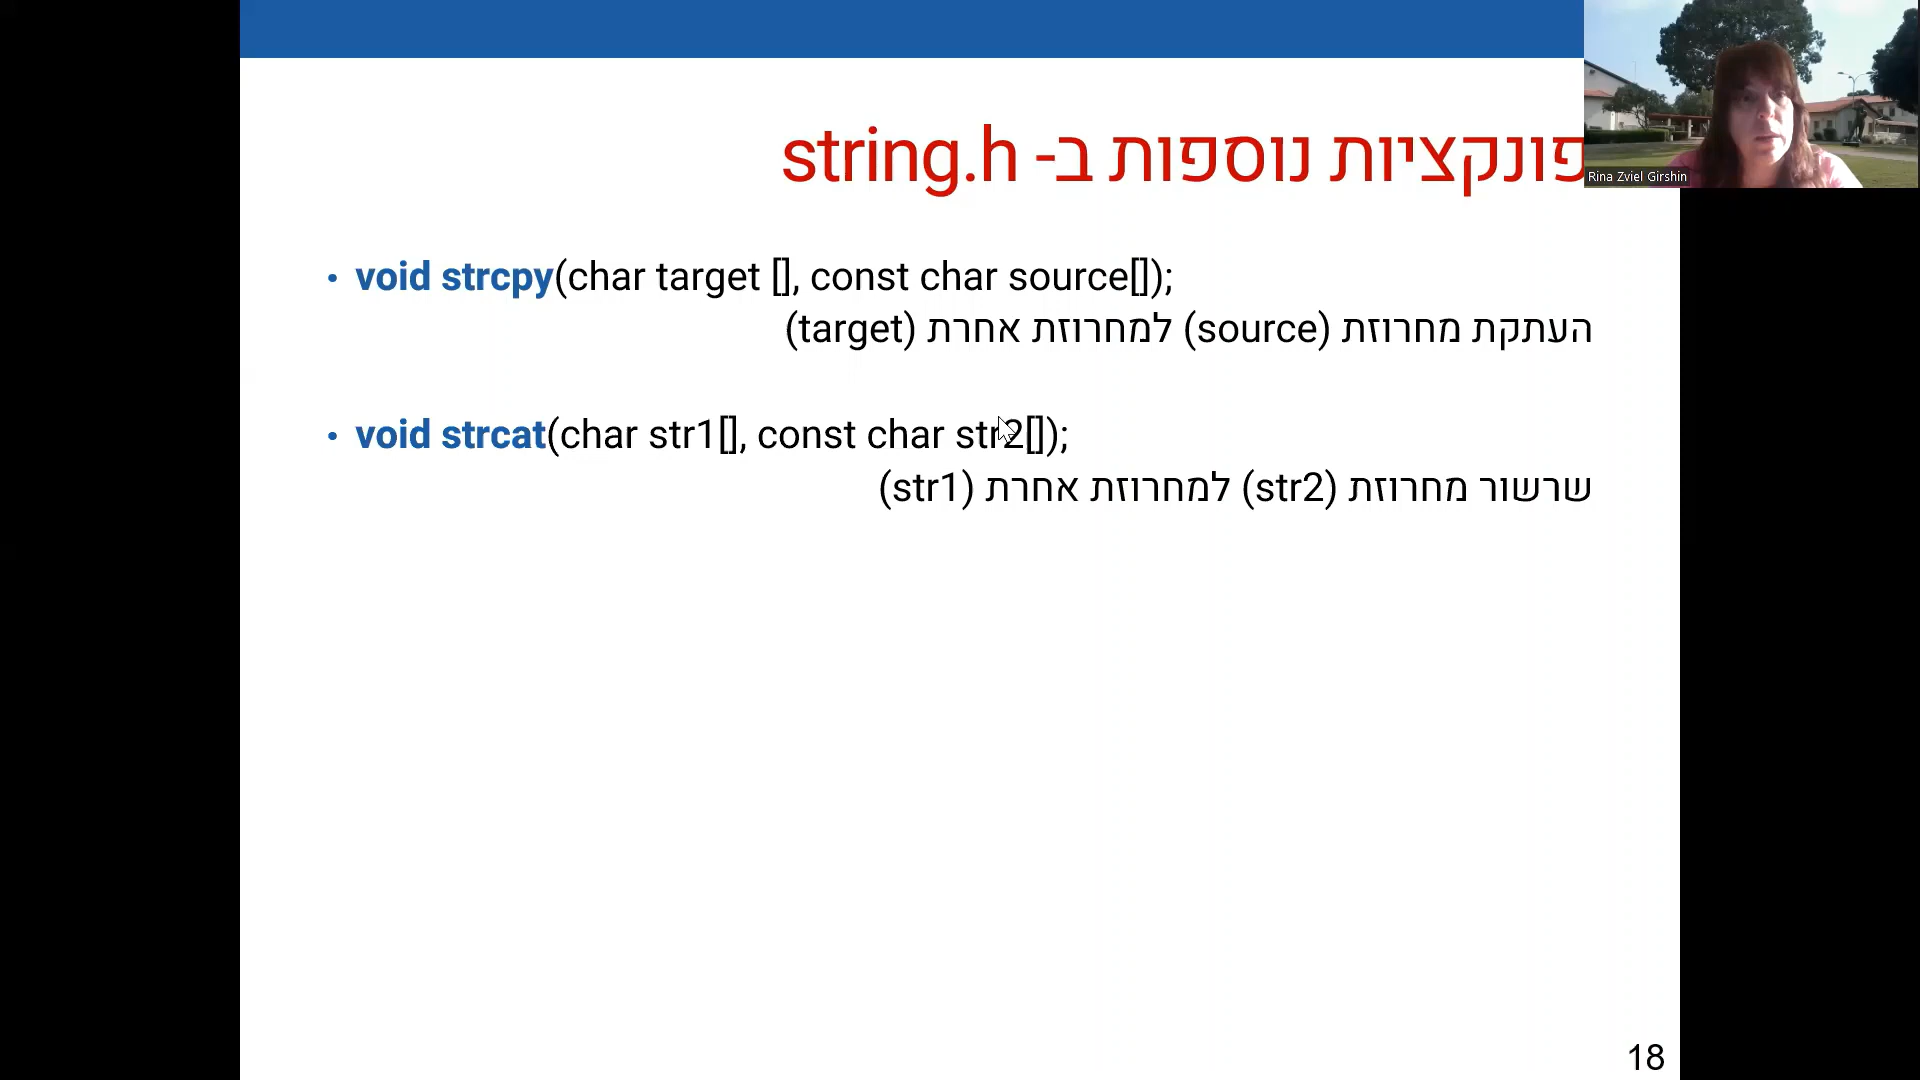 פונקציות נוספות ב- string.h
Rina Zviel Girshin
• void strcpy(char target [], const char source[]);
העתקת מחרוזת (source) למחרוזת אחרת (target)
• void strcat(char str1[], const char str2[]);
שרשור מחרוזת (str2) למחרוזת אחרת (str1)
18